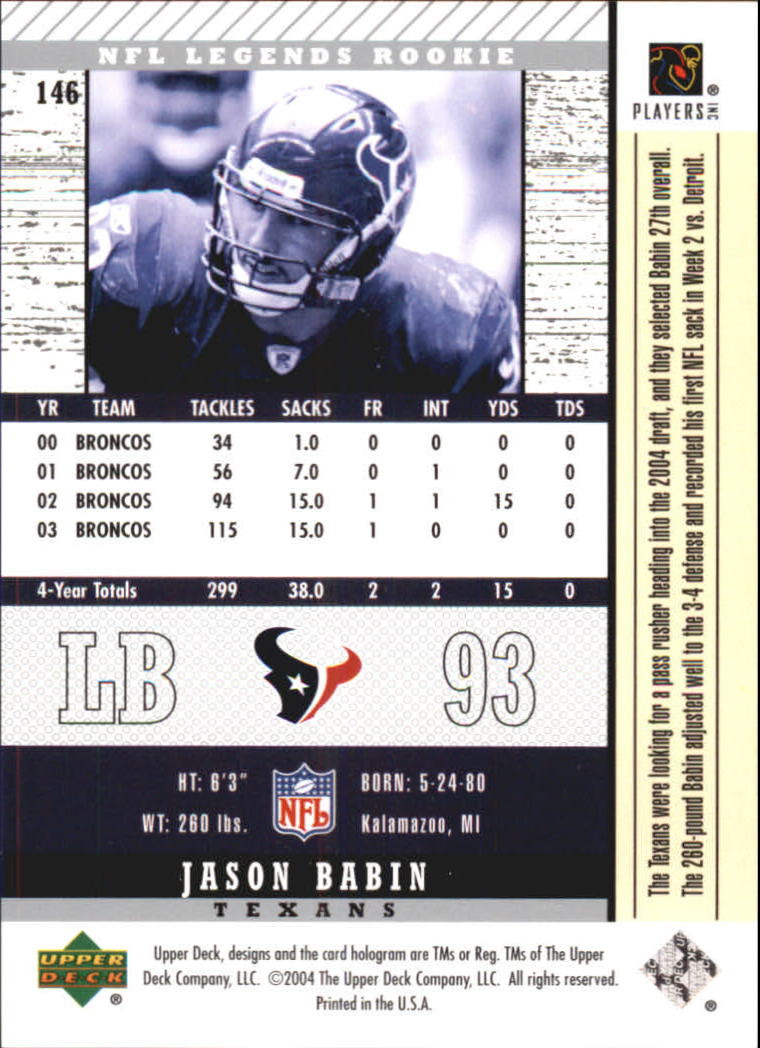 NFL LEGENDS ROOKIE
146
YR TEAM TACKLES SACKS FR INT YDS TDS
00 BRONCOS 34 1.0 0 0 0 0
01 BRONCOS 56 7.0 0 1 0 0
02 BRONCOS 94 15.0 1 1 15 0
03 BRONCOS 115 15.0 1 0 0 0
4-Year Totals 299 38.0 2 2 15 0
LB 93
HT: 6'3" BORN: 5-24-80
WT: 260 lbs. Kalamazoo, MI
NFL
JASON BABIN
TEXANS
PLAYERS INC ®
The Texans were looking for a pass rusher heading into the 2004 draft, and they selected Babin 27th overall.
The 260-pound Babin adjusted well to the 3-4 defense and recorded his first NFL sack in Week 2 vs. Detroit.
UPPER
DECK ®
Upper Deck, designs and the card hologram are TMs or Reg. TMs of The Upper
Deck Company, LLC. ©2004 The Upper Deck Company, LLC. All rights reserved.
Printed in the U.S.A.
®